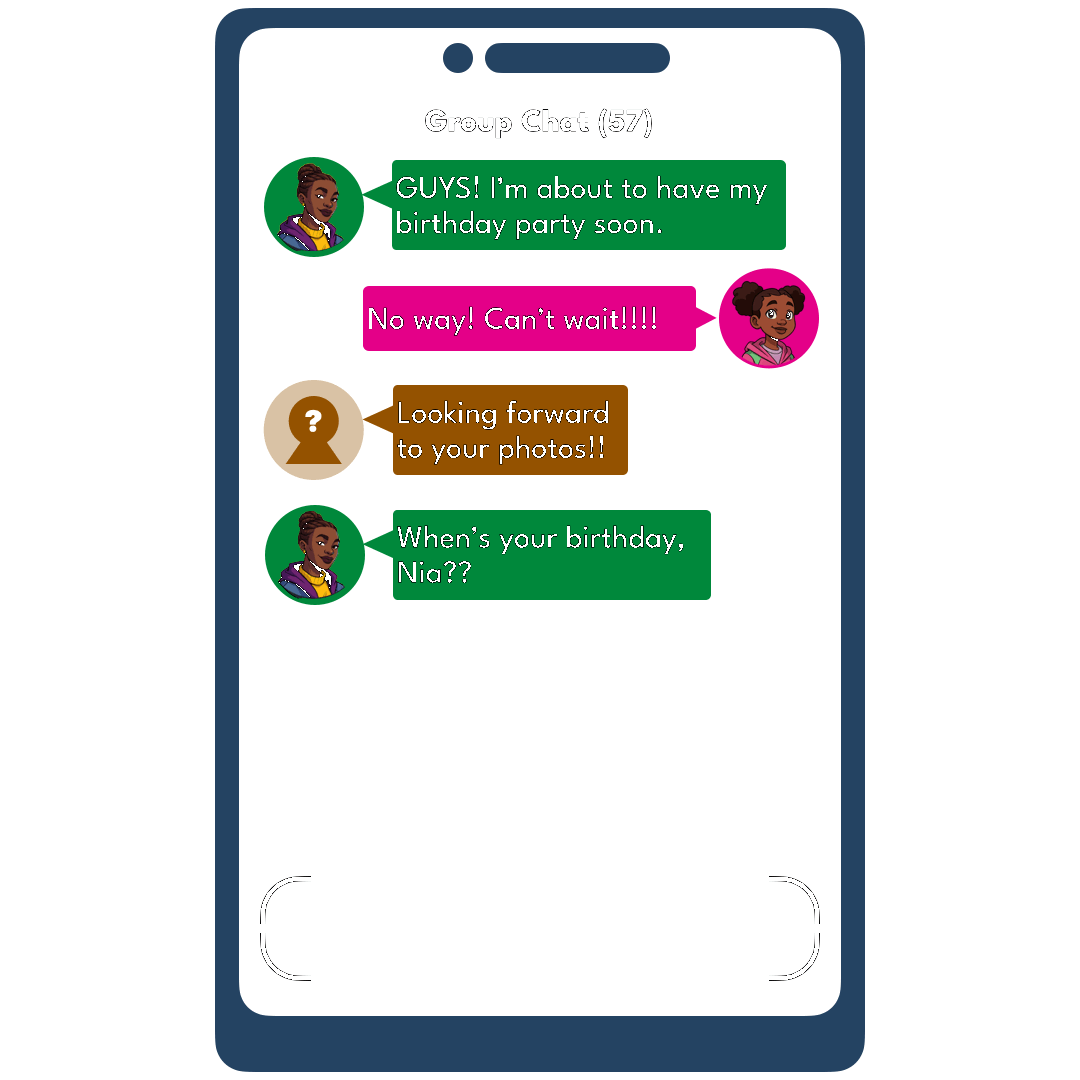 Group Chat (57)
GUYS! I’m about to have my
birthday party soon.
No way! Can’t wait!!!!
?
Looking forward
to your photos!!
When’s your birthday,
Nia??